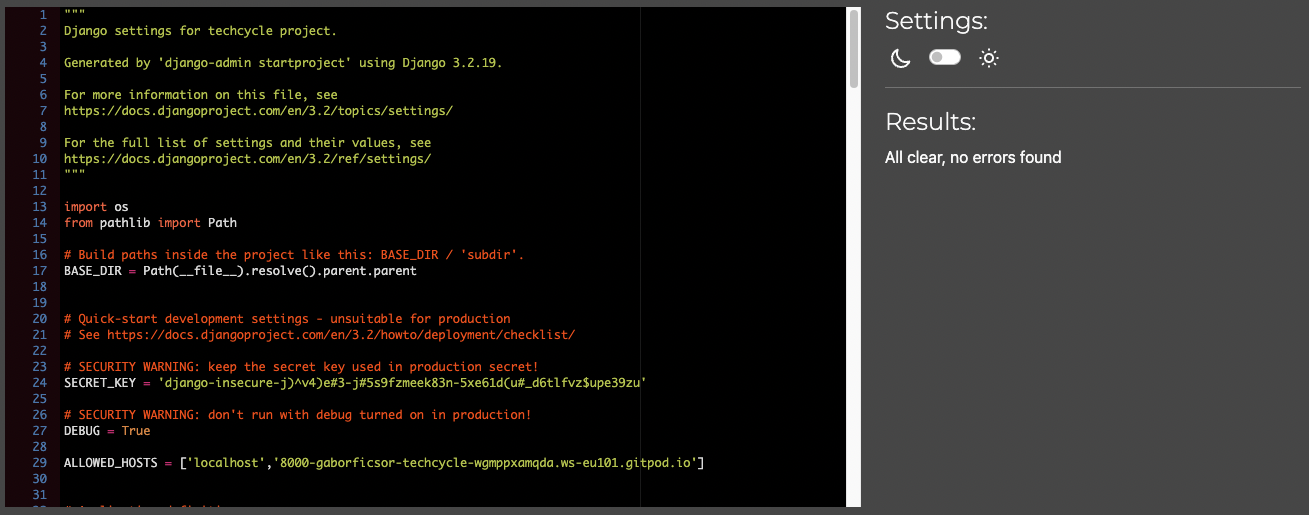 1 """
2 Django settings for techcycle project.
3
4 Generated by 'django-admin startproject' using Django 3.2.19.
5
6 For more information on this file, see
7 https://docs.djangoproject.com/en/3.2/topics/settings/
8
9 For the full list of settings and their values, see
10 https://docs.djangoproject.com/en/3.2/ref/settings/
11 """
12
13 import os
14 from pathlib import Path
15
16 # Build paths inside the project like this: BASE_DIR / 'subdir'.
17 BASE_DIR = Path(__file__).resolve().parent.parent
18
19
20 # Quick-start development settings - unsuitable for production
21 # See https://docs.djangoproject.com/en/3.2/howto/deployment/checklist/
22
23 # SECURITY WARNING: keep the secret key used in production secret!
24 SECRET_KEY = 'django-insecure-j)^v4)e#3-j#5s9fzmeek83n-5xe61d(u#_d6tlfvz$upe39zu'
25
26 # SECURITY WARNING: don't run with debug turned on in production!
27 DEBUG = True
28
29 ALLOWED_HOSTS = ['localhost','8000-gaborficsor-techcycle-wgmppxamqda.ws-eu101.gitpod.io']
30
31
Settings:
Results:
All clear, no errors found